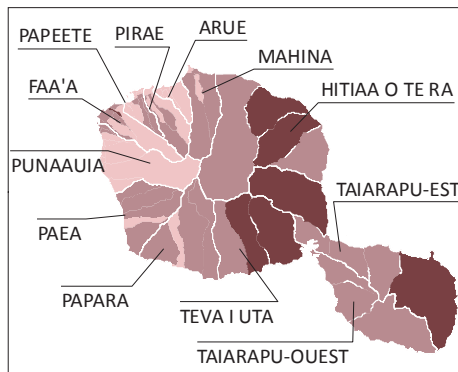 PAPEETE
PIRAE
ARUE
MAHINA
FAA'A
HITIAA O TE RA
PUNAAUIA
TAIARAPU-EST
PAEA
PAPARA
TEVA I UTA
TAIARAPU-OUEST